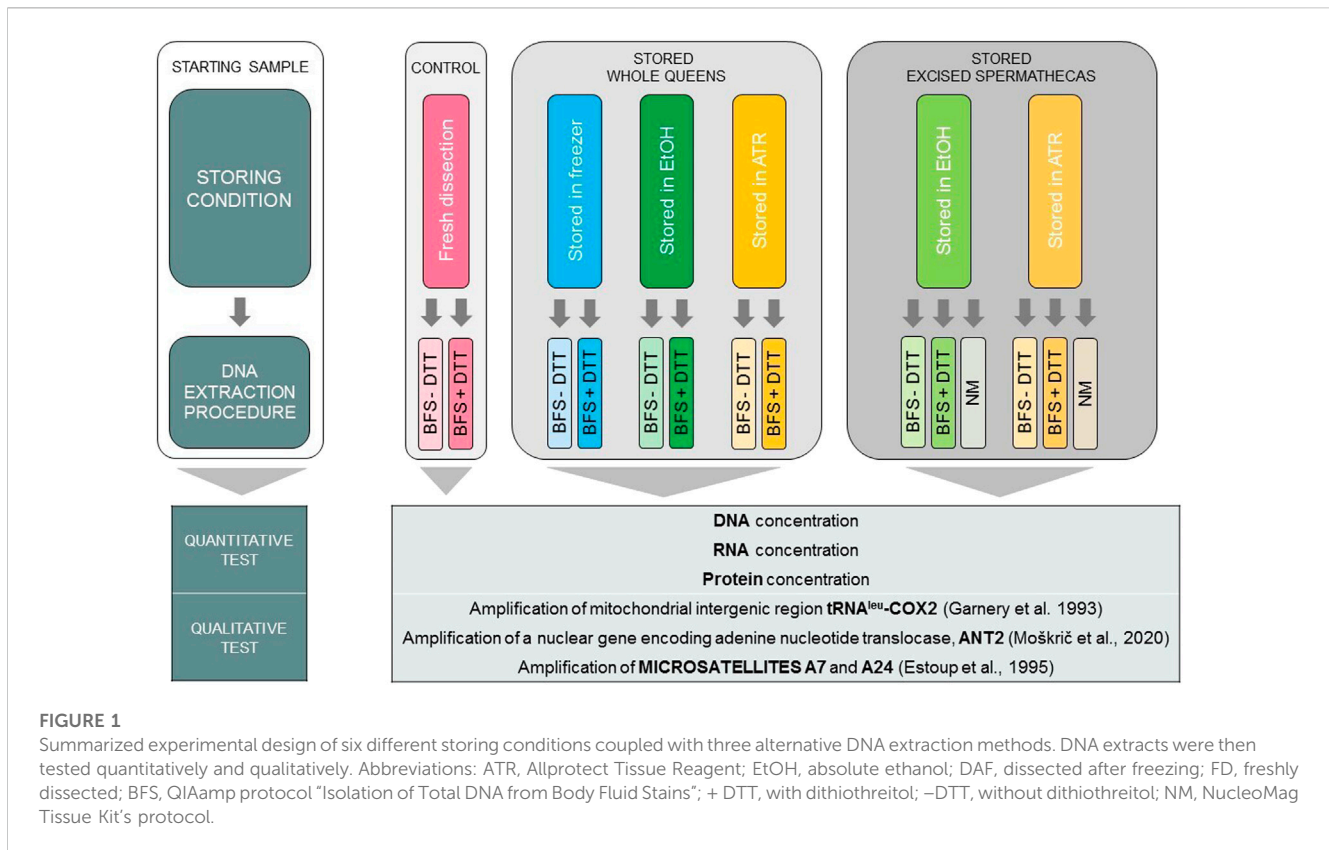 STARTING SAMPLE
STORING
CONDITION
DNA
EXTRACTION
PROCEDURE
CONTROL
Fresh dissection
BFS - DTT
BFS + DTT
STORED
WHOLE QUEENS
Stored in freezer
BFS - DTT
BFS + DTT
Stored in EtOH
BFS - DTT
BFS + DTT
Stored in ATR
BFS - DTT
BFS + DTT
STORED
EXCISED SPERMATHECAS
Stored in EtOH
BFS - DTT
BFS + DTT
NM
Stored in ATR
BFS - DTT
BFS + DTT
NM
QUANTITATIVE
TEST
DNA concentration
RNA concentration
Protein concentration
QUALITATIVE
TEST
Amplification of mitochondrial intergenic region tRNAleu-COX2 (Garnery et al. 1993)
Amplification of a nuclear gene encoding adenine nucleotide translocase, ANT2 (Moškrič et al., 2020)
Amplification of MICROSATELLITES A7 and A24 (Estoup et al., 1995)
FIGURE 1
Summarized experimental design of six different storing conditions coupled with three alternative DNA extraction methods. DNA extracts were then
tested quantitatively and qualitatively. Abbreviations: ATR, Allprotect Tissue Reagent; EtOH, absolute ethanol; DAF, dissected after freezing; FD, freshly
dissected; BFS, QIAamp protocol “Isolation of Total DNA from Body Fluid Stains”; + DTT, with dithiothreitol; –DTT, without dithiothreitol; NM, NucleoMag
Tissue Kit’s protocol.